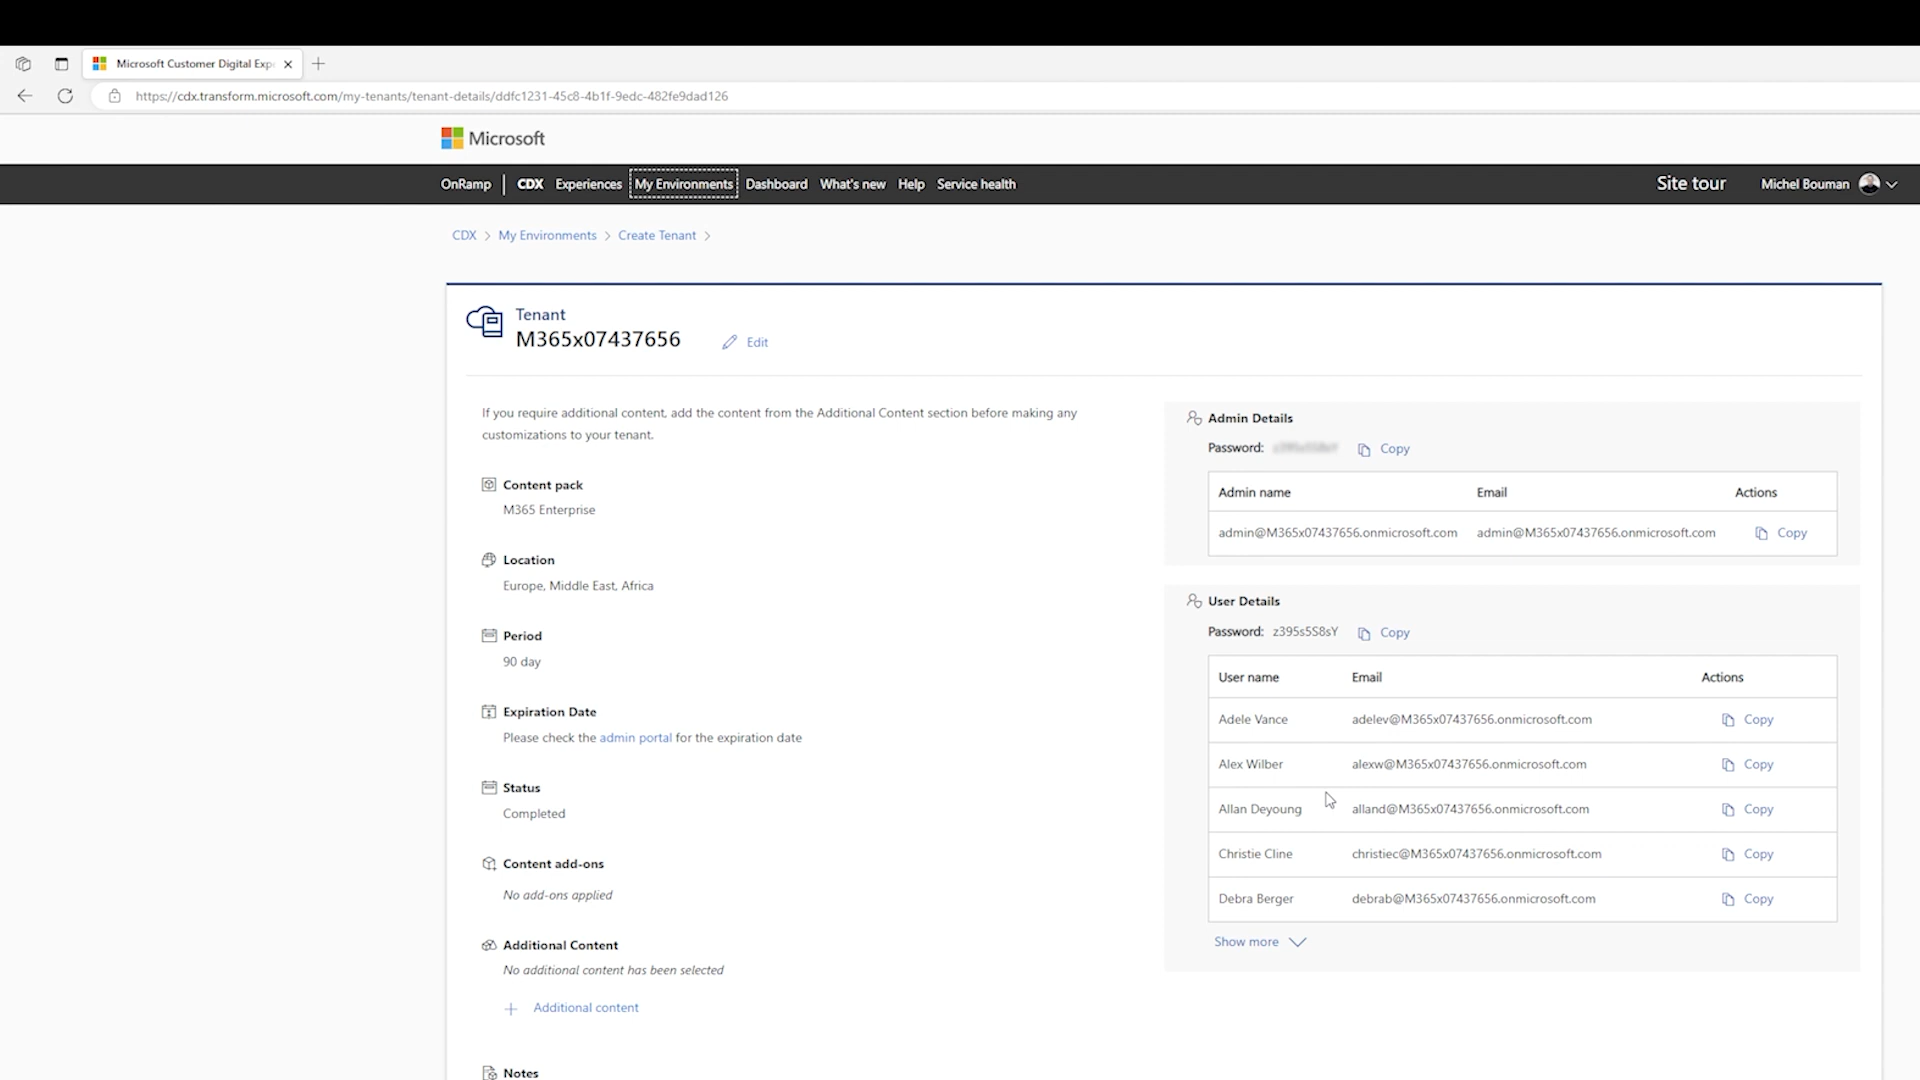 Microsoft Customer Digital Exp
https://cdx.transform.microsoft.com/my-tenants/tenant-details/ddfc1231-45c8-4b1f-9edc-482fe9dad126
Microsoft
OnRamp CDX Experiences My Environments Dashboard What's new Help Service health Site tour Michel Bouman
CDX > My Environments > Create Tenant >
Tenant
M365x07437656
Edit
If you require additional content, add the content from the Additional Content section before making any
customizations to your tenant.
Content pack
M365 Enterprise
Location
Europe, Middle East, Africa
Period
90 day
Expiration Date
Please check the admin portal for the expiration date
Status
Completed
Content add-ons
No add-ons applied
Additional Content
No additional content has been selected
+ Additional content
Notes
Admin Details
Password: Copy
Admin name Email Actions
admin@M365x07437656.onmicrosoft.com admin@M365x07437656.onmicrosoft.com Copy
User Details
Password: z395s5S8sY Copy
User name Email Actions
Adele Vance adelev@M365x07437656.onmicrosoft.com Copy
Alex Wilber alexw@M365x07437656.onmicrosoft.com Copy
Allan Deyoung alland@M365x07437656.onmicrosoft.com Copy
Christie Cline christiec@M365x07437656.onmicrosoft.com Copy
Debra Berger debrab@M365x07437656.onmicrosoft.com Copy
Show more